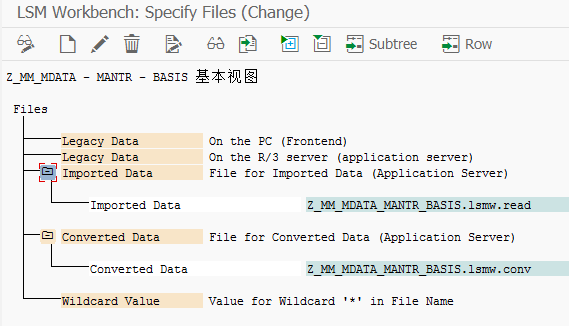 LSM Workbench: Specify Files (Change)
Subtree Row
Z_MM_MDATA - MANTR - BASIS 基本视图
Files
Legacy Data On the PC (Frontend)
Legacy Data On the R/3 server (application server)
Imported Data File for Imported Data (Application Server)
Imported Data Z_MM_MDATA_MANTR_BASIS.lsmw.read
Converted Data File for Converted Data (Application Server)
Converted Data Z_MM_MDATA_MANTR_BASIS.lsmw.conv
Wildcard Value Value for Wildcard '*' in File Name